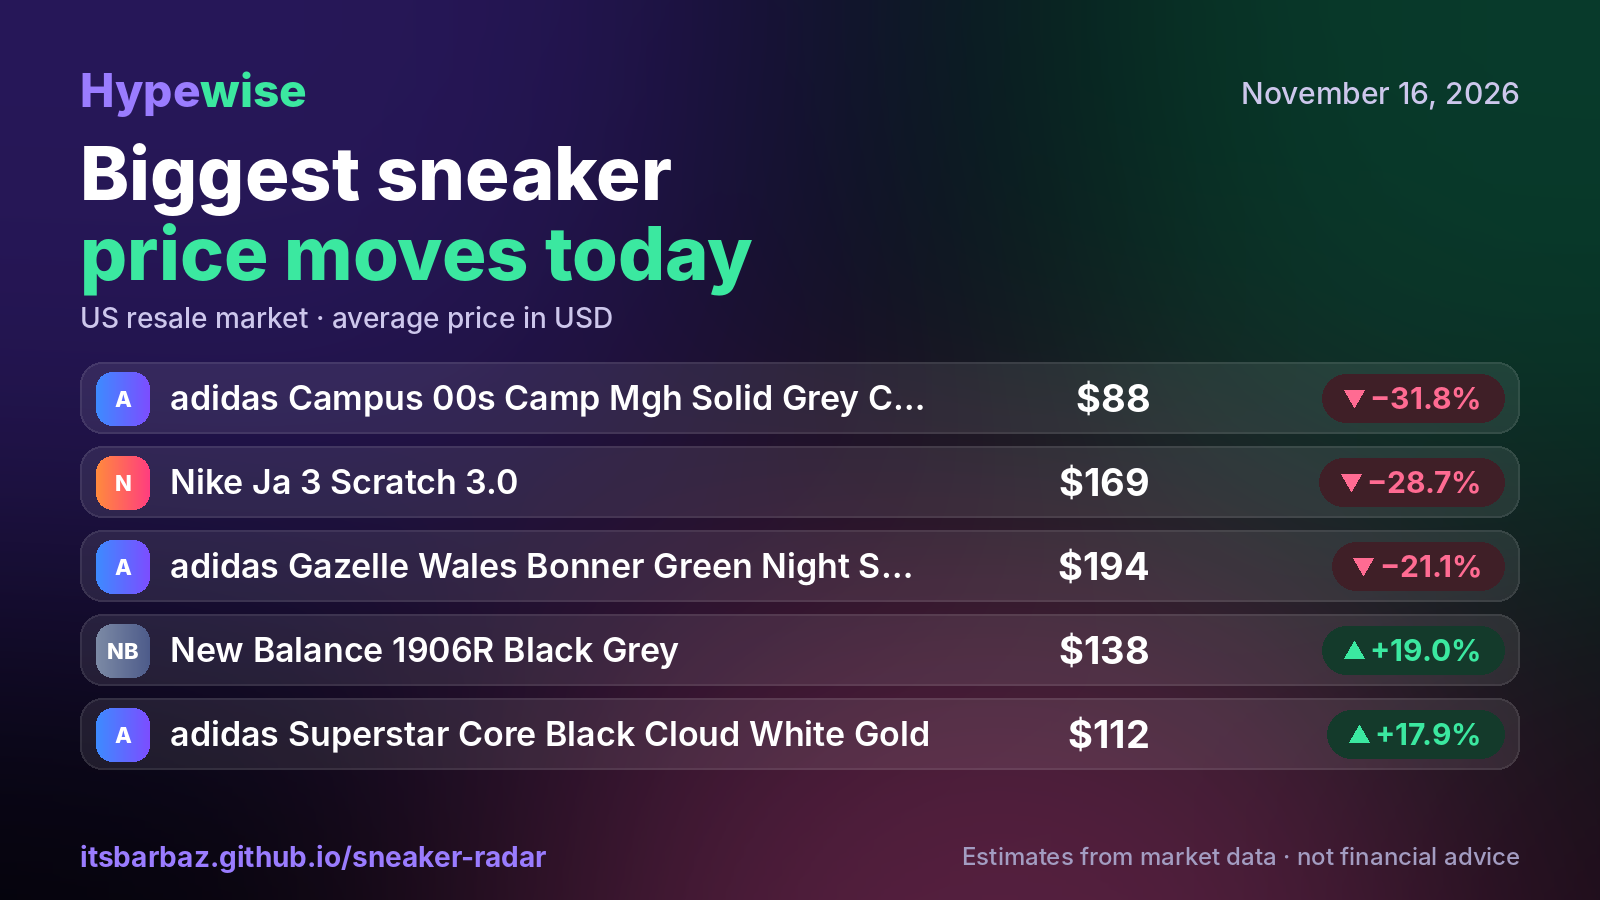 Hypewise
November 16, 2026
Biggest sneaker
price moves today
US resale market · average price in USD
A adidas Campus 00s Camp Mgh Solid Grey C... $88 ▼ −31.8%
N Nike Ja 3 Scratch 3.0 $169 ▼ −28.7%
A adidas Gazelle Wales Bonner Green Night S... $194 ▼ −21.1%
NB New Balance 1906R Black Grey $138 ▲ +19.0%
A adidas Superstar Core Black Cloud White Gold $112 ▲ +17.9%
itsbarbaz.github.io/sneaker-radar
Estimates from market data · not financial advice